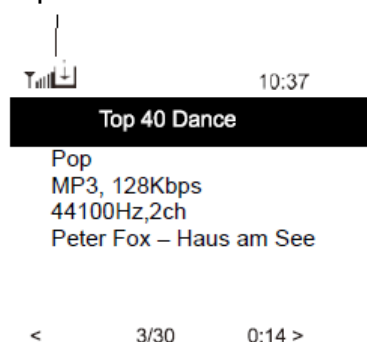 10:37
Top 40 Dance
Pop
MP3, 128Kbps
44100Hz,2ch
Peter Fox – Haus am See
< 3/30 0:14 >